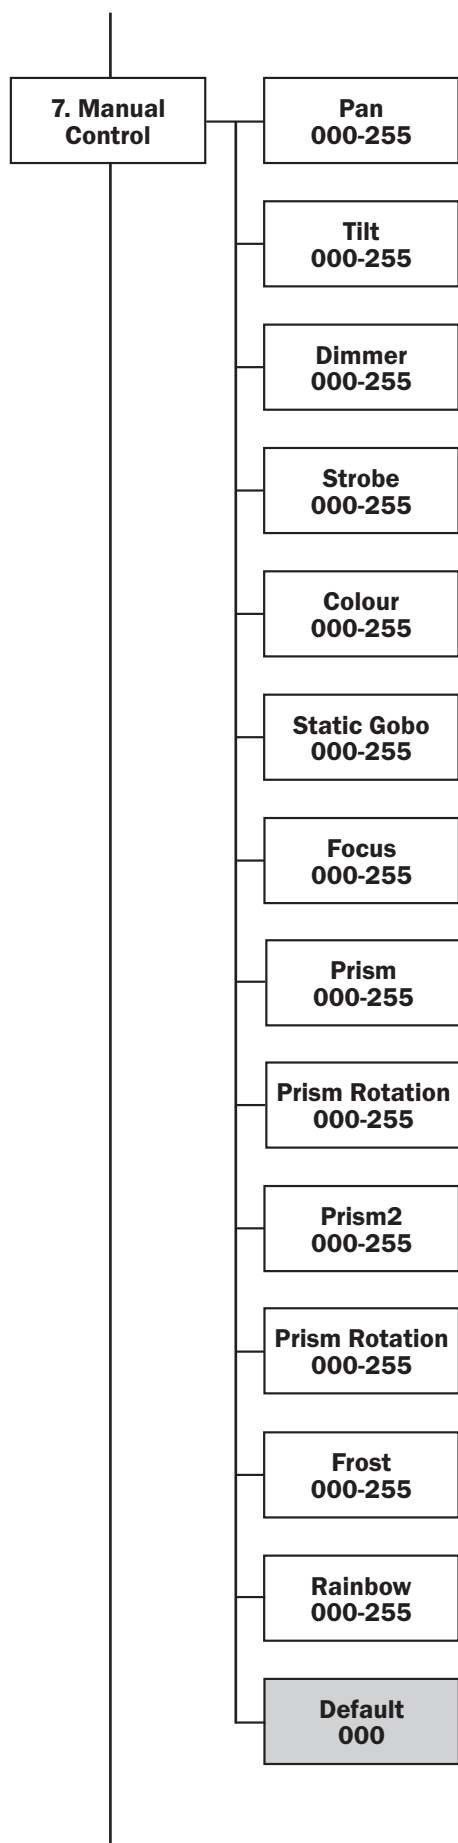 7. Manual
Control
Pan
000-255
Tilt
000-255
Dimmer
000-255
Strobe
000-255
Colour
000-255
Static Gobo
000-255
Focus
000-255
Prism
000-255
Prism Rotation
000-255
Prism2
000-255
Prism Rotation
000-255
Frost
000-255
Rainbow
000-255
Default
000